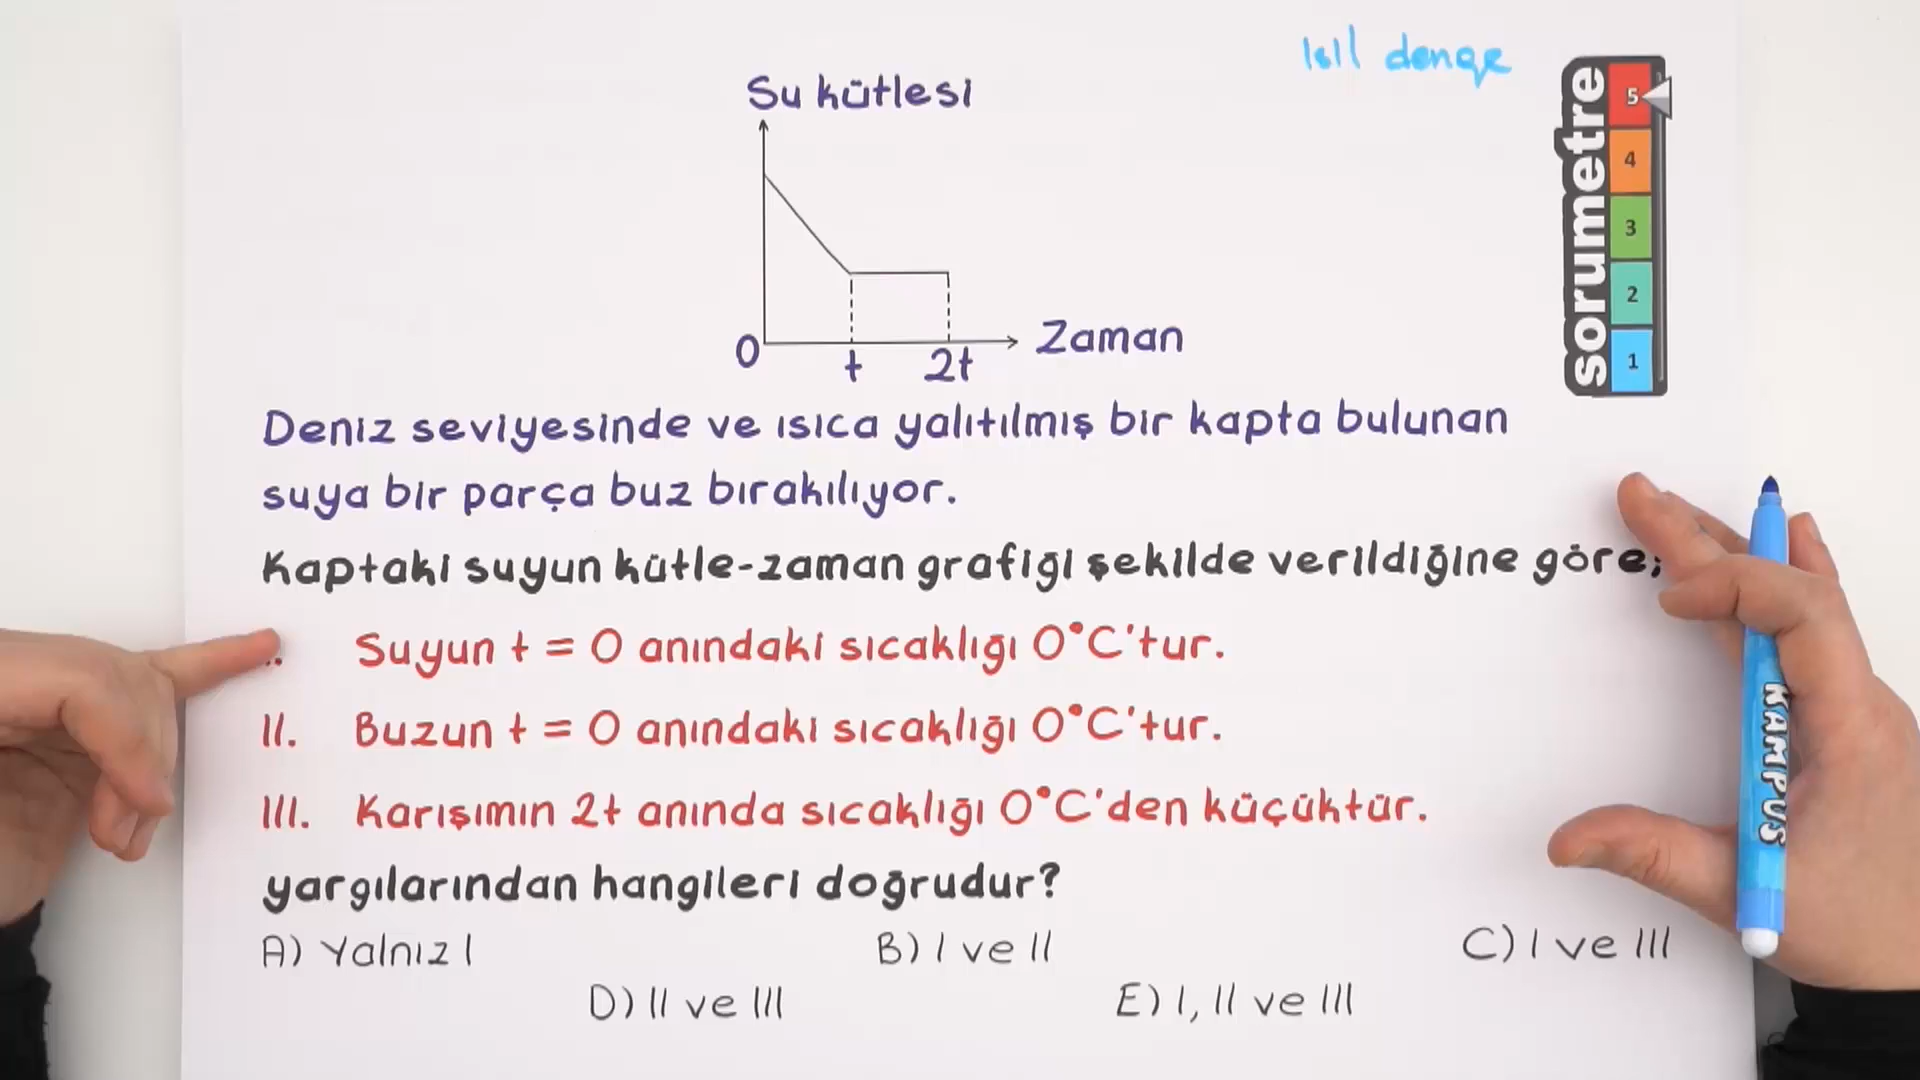 Isıl denge
Su kütlesi
sorumetre
5
4
3
2
1
0
t
2t
Zaman
Deniz seviyesinde ve ısıca yalıtılmış bir kapta bulunan
suya bir parça buz bırakılıyor.
Kaptaki suyun kütle-zaman grafiği şekilde verildiğine göre;
Suyun t = 0 anındaki sıcaklığı 0°C'tur.
II. Buzun t = 0 anındaki sıcaklığı 0°C'tur.
III. Karışımın 2t anında sıcaklığı 0°C'den küçüktür.
yargılarından hangileri doğrudur?
A) Yalnız I
B) I ve II
C) I ve III
D) II ve III
E) I, II ve III
KAMPÜS